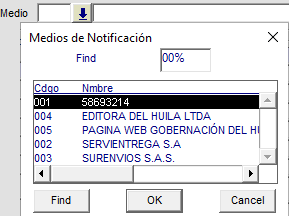 Medio
Medios de Notificación
Find 00%
Cdgo Nmbre
001 58693214
004 EDITORA DEL HUILA LTDA
005 PAGINA WEB GOBERNACIÓN DEL HU
002 SERVIENTREGA S.A
003 SURENVIOS S.A.S.
Find OK Cancel